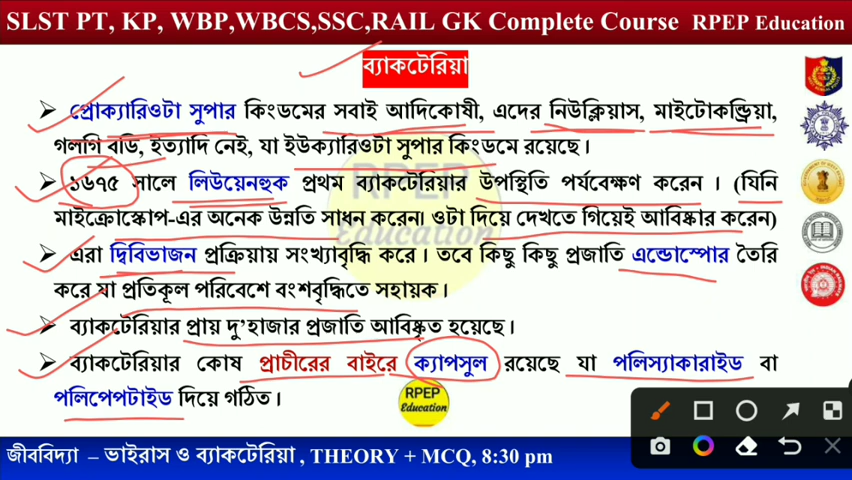 SLST PT, KP, WBP,WBCS,SSC,RAIL GK Complete Course RPEP Education
ব্যাকটেরিয়া
➢ প্রোক্যারিওটা সুপার কিংডমের সবাই আদিকোষী, এদের নিউক্লিয়াস, মাইটোকন্ড্রিয়া,
গলগি বডি, ইত্যাদি নেই, যা ইউক্যারিওটা সুপার কিংডমে রয়েছে।
➢ ১৬৭৫ সালে লিউয়েনহুক প্রথম ব্যাকটেরিয়ার উপস্থিতি পর্যবেক্ষণ করেন । (যিনি
মাইক্রোস্কোপ-এর অনেক উন্নতি সাধন করেন। ওটা দিয়ে দেখতে গিয়েই আবিষ্কার করেন)
➢ এরা দ্বিবিভাজন প্রক্রিয়ায় সংখ্যাবৃদ্ধি করে। তবে কিছু কিছু প্রজাতি এন্ডোস্পোর তৈরি
করে যা প্রতিকূল পরিবেশে বংশবৃদ্ধিতে সহায়ক।
➢ ব্যাকটেরিয়ার প্রায় দু'হাজার প্রজাতি আবিষ্কৃত হয়েছে।
➢ ব্যাকটেরিয়ার কোষ প্রাচীরের বাইরে ক্যাপসুল রয়েছে যা পলিস্যাকারাইড বা
পলিপেপটাইড দিয়ে গঠিত।
RPEP
Education
RPEP
Education
জীববিদ্যা – ভাইরাস ও ব্যাকটেরিয়া , THEORY + MCQ, 8:30 pm